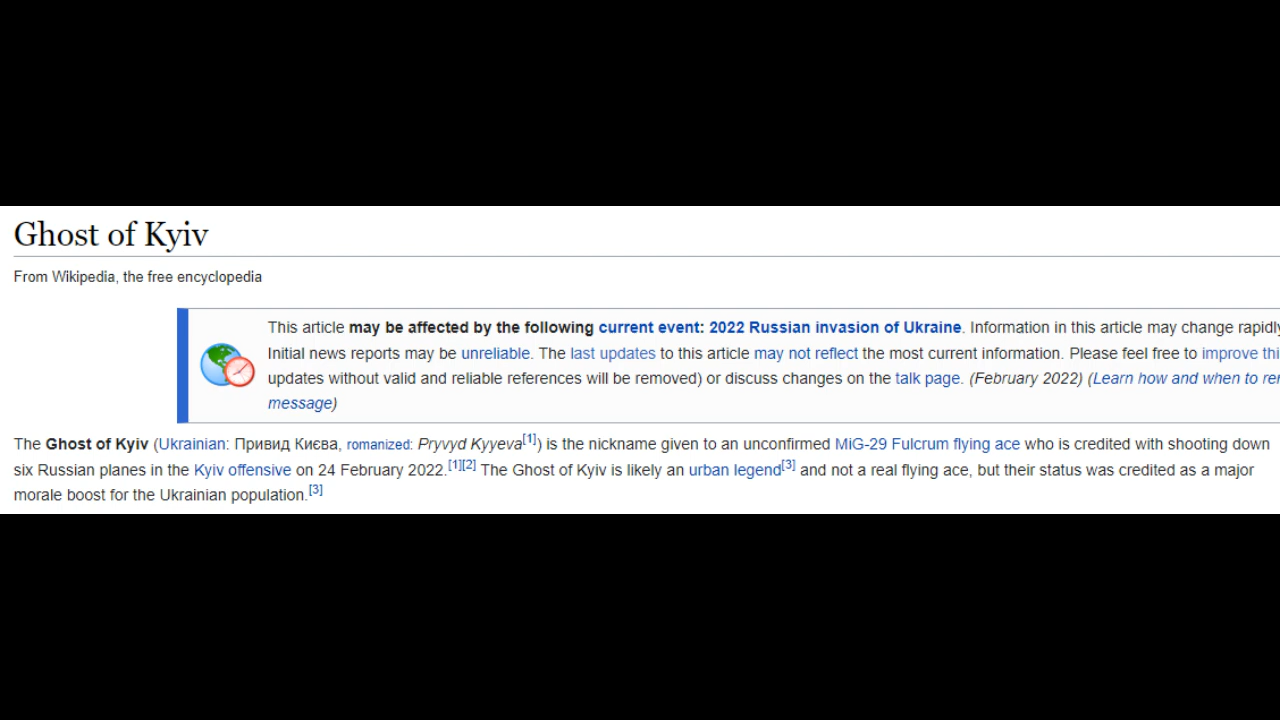 Ghost of Kyiv
From Wikipedia, the free encyclopedia
This article may be affected by the following current event: 2022 Russian invasion of Ukraine. Information in this article may change rapidly
Initial news reports may be unreliable. The last updates to this article may not reflect the most current information. Please feel free to improve thi
updates without valid and reliable references will be removed) or discuss changes on the talk page. (February 2022) (Learn how and when to rer
message)
The Ghost of Kyiv (Ukrainian: Привид Києва, romanized: Pryvyd Kyyeva[1]) is the nickname given to an unconfirmed MiG-29 Fulcrum flying ace who is credited with shooting down
six Russian planes in the Kyiv offensive on 24 February 2022.[1][2] The Ghost of Kyiv is likely an urban legend[3] and not a real flying ace, but their status was credited as a major
morale boost for the Ukrainian population.[3]